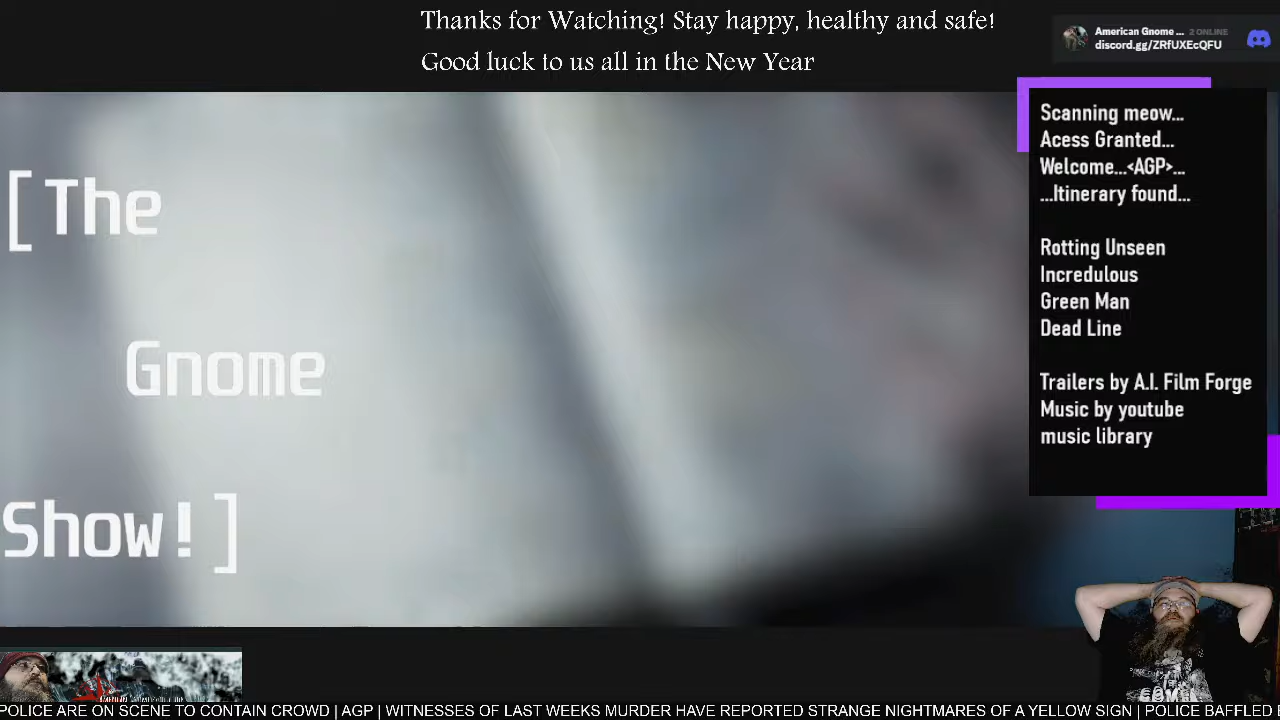 Thanks for Watching! Stay happy, healthy and safe!
Good luck to us all in the New Year
American Gnome ... 2 ONLINE
discord.gg/ZRfUXEcQFU
[The
Gnome
Show!]
Scanning meow...
Acess Granted...
Welcome...<AGP>...
...Itinerary found...
Rotting Unseen
Incredulous
Green Man
Dead Line
Trailers by A.I. Film Forge
Music by youtube
music library
POLICE ARE ON SCENE TO CONTAIN CROWD | AGP | WITNESSES OF LAST WEEKS MURDER HAVE REPORTED STRANGE NIGHTMARES OF A YELLOW SIGN | POLICE BAFFLED